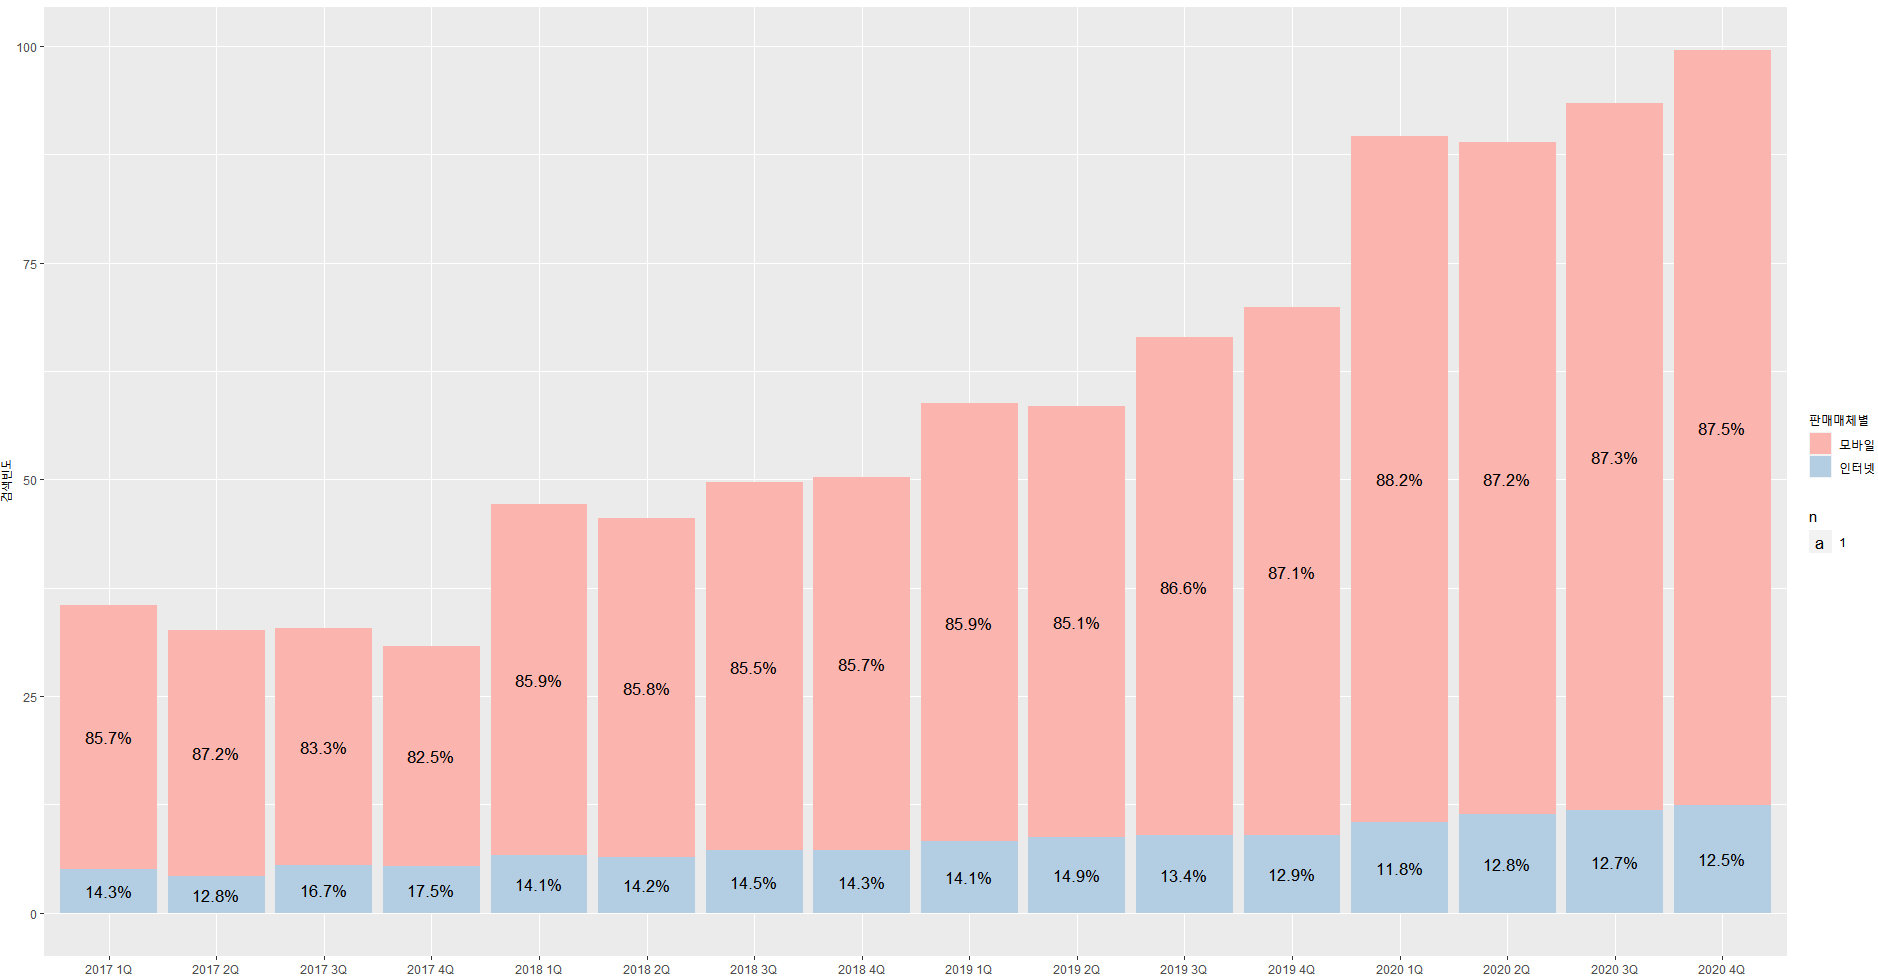 100
75
50
25
0
검색빈도
85.7%
87.2%
83.3%
82.5%
85.9%
85.8%
85.5%
85.7%
85.9%
85.1%
86.6%
87.1%
88.2%
87.2%
87.3%
87.5%
14.3%
12.8%
16.7%
17.5%
14.1%
14.2%
14.5%
14.3%
14.1%
14.9%
13.4%
12.9%
11.8%
12.8%
12.7%
12.5%
2017 1Q
2017 2Q
2017 3Q
2017 4Q
2018 1Q
2018 2Q
2018 3Q
2018 4Q
2019 1Q
2019 2Q
2019 3Q
2019 4Q
2020 1Q
2020 2Q
2020 3Q
2020 4Q
판매매체별
모바일
인터넷
n
a 1